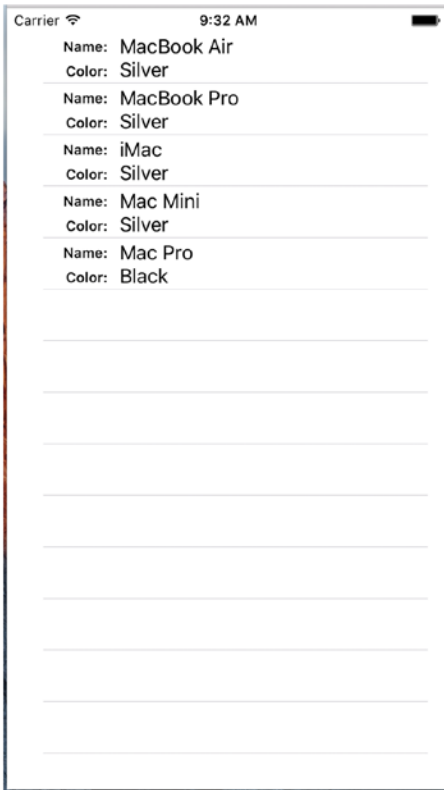 Carrier 9:32 AM
Name: MacBook Air
Color: Silver
Name: MacBook Pro
Color: Silver
Name: iMac
Color: Silver
Name: Mac Mini
Color: Silver
Name: Mac Pro
Color: Black